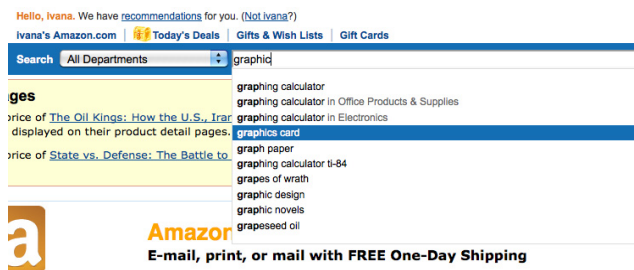 Hello, Ivana. We have recommendations for you. (Not ivana?)
ivana's Amazon.com Today's Deals Gifts & Wish Lists Gift Cards
Search All Departments graphic
graphing calculator
graphing calculator in Office Products & Supplies
graphing calculator in Electronics
graphics card
graph paper
graphing calculator ti-84
grapes of wrath
graphic design
graphic novels
grapeseed oil
ges
price of The Oil Kings: How the U.S., Iran
displayed on their product detail pages.
price of State vs. Defense: The Battle to
a
Amazon
E-mail, print, or mail with FREE One-Day Shipping